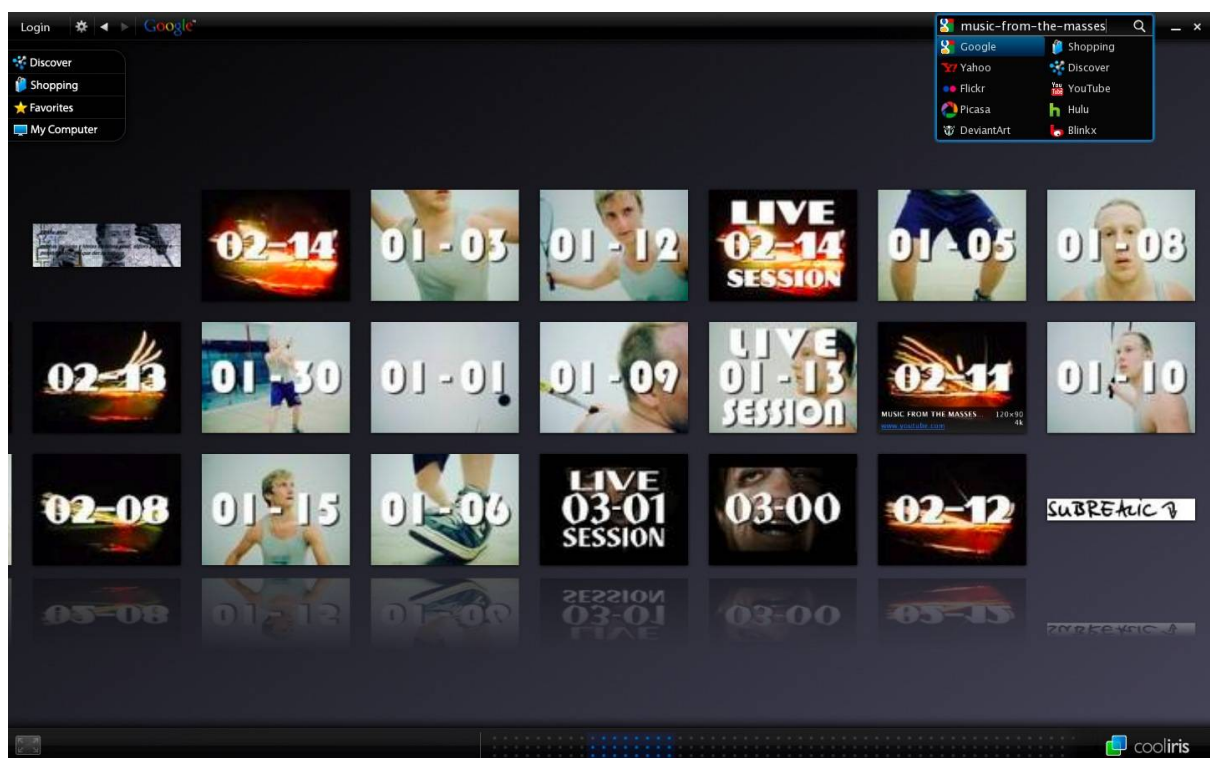 Login
Google™
music-from-the-masses
Google
Shopping
Yahoo
Discover
Flickr
YouTube
Picasa
Hulu
DeviantArt
Blinkx
Discover
Shopping
Favorites
My Computer
02-14
01-03
01-12
LIVE
02-14
SESSION
01-05
01-08
02-13
01-30
01-01
01-09
LIVE
01-13
SESSION
02-11
MUSIC FROM THE MASSES... 120x90
www.youtube.com 4k
01-10
02-08
01-15
01-06
LIVE
03-01
SESSION
03-00
02-12
SUBREALIC
cooliris